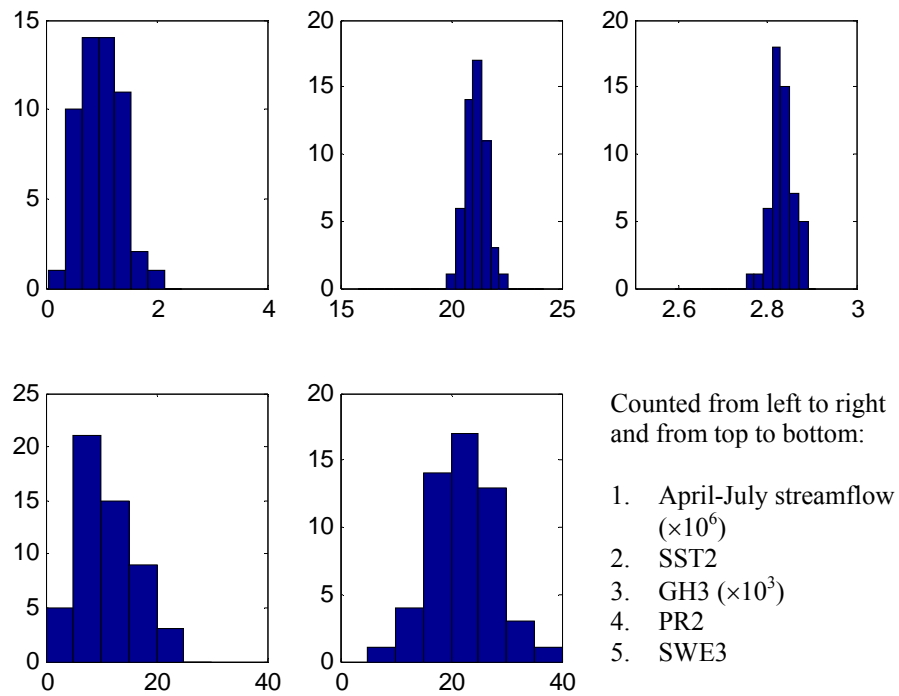 15
10
5
0
0 2 4
20
15
10
5
0
15 20 25
20
15
10
5
0
2.6 2.8 3
25
20
15
10
5
0
0 20 40
20
15
10
5
0
0 20 40
Counted from left to right
and from top to bottom:
1. April-July streamflow
(×10⁶)
2. SST2
3. GH3 (×10³)
4. PR2
5. SWE3